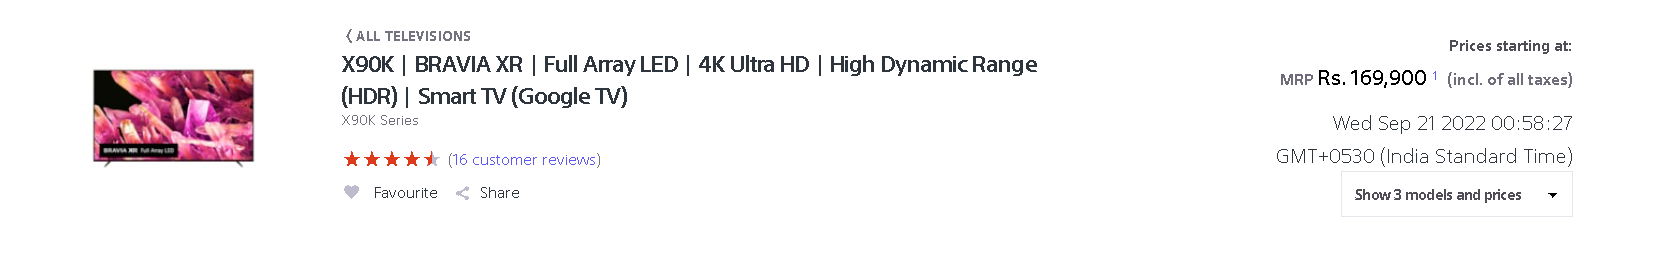 ALL TELEVISIONS
X90K | BRAVIA XR | Full Array LED | 4K Ultra HD | High Dynamic Range
(HDR) | Smart TV (Google TV)
X90K Series
(16 customer reviews)
Favourite Share
BRAVIA XR Full Array LED
Prices starting at:
MRP Rs. 169,900 1 (incl. of all taxes)
Wed Sep 21 2022 00:58:27
GMT+0530 (India Standard Time)
Show 3 models and prices